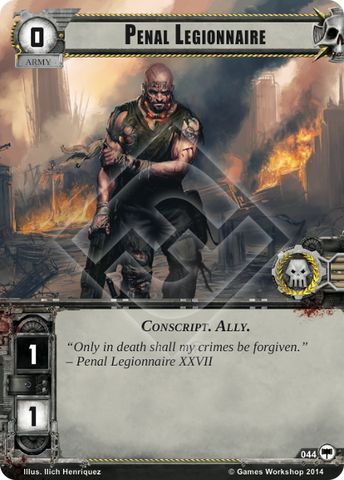 0
PENAL LEGIONNAIRE
ARMY
CONSCRIPT. ALLY.
1
“Only in death shall my crimes be forgiven.”
– Penal Legionnaire XXVII
1
044
Illus. Ilich Henriquez
© Games Workshop 2014